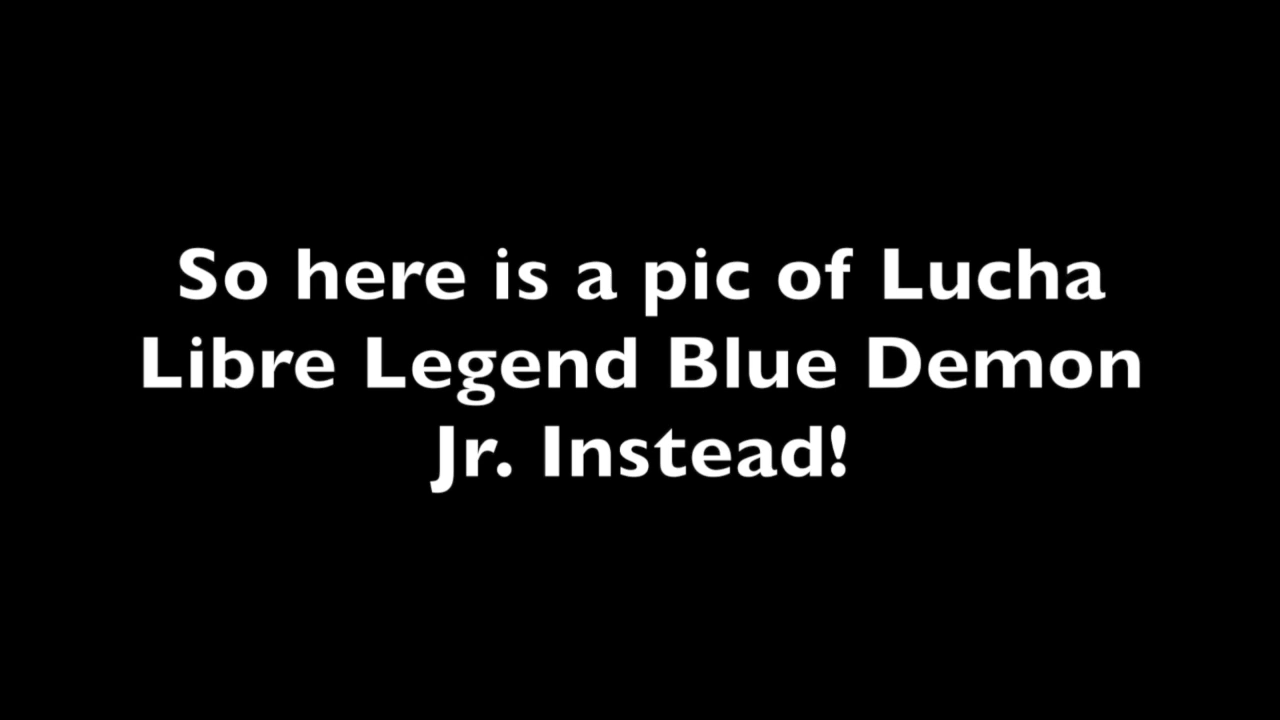 So here is a pic of Lucha
Libre Legend Blue Demon
Jr. Instead!